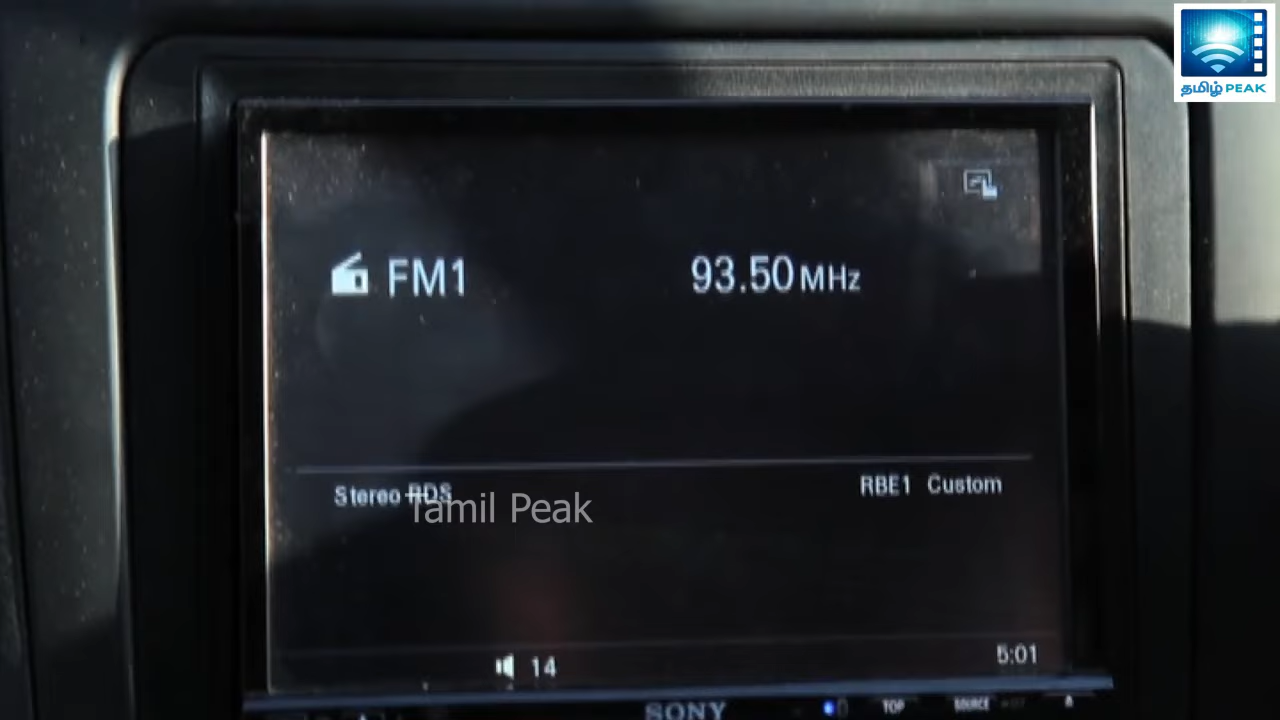 தமிழ் PEAK
FM1 93.50 MHz
Stereo RDS RBE1 Custom
Tamil Peak
14 5:01
SONY TOP SOURCE